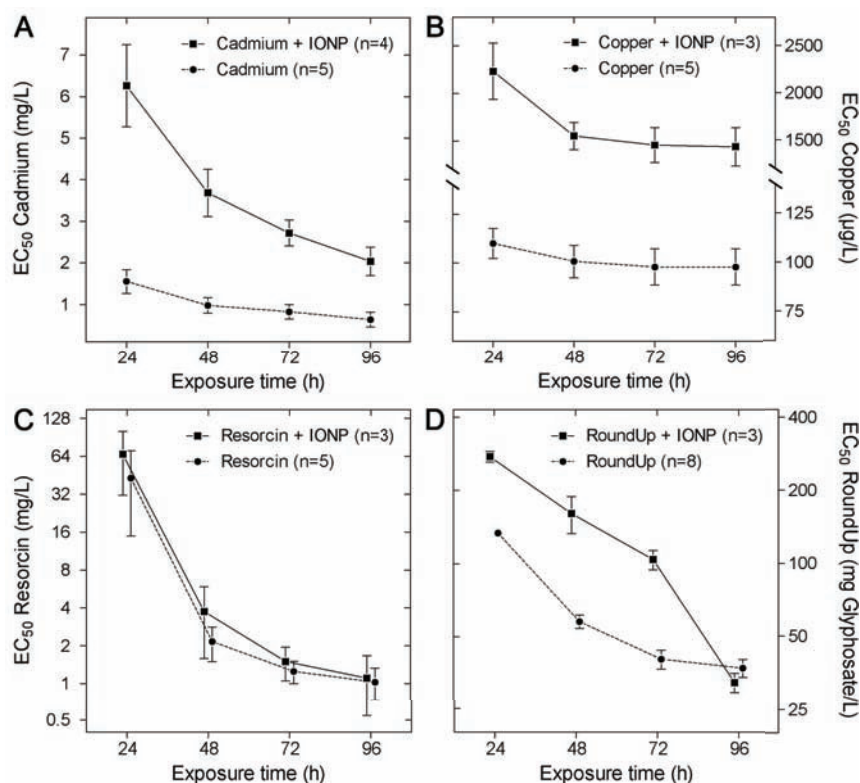 A
EC50 Cadmium (mg/L)
7
6
5
4
3
2
1
Cadmium + IONP (n=4)
Cadmium (n=5)
24 48 72 96
Exposure time (h)
B
Copper + IONP (n=3)
Copper (n=5)
2500
2000
1500
125
100
75
EC50 Copper (µg/L)
24 48 72 96
Exposure time (h)
C
EC50 Resorcin (mg/L)
128
64
32
16
8
4
2
1
0.5
Resorcin + IONP (n=3)
Resorcin (n=5)
24 48 72 96
Exposure time (h)
D
RoundUp + IONP (n=3)
RoundUp (n=8)
400
200
100
50
25
EC50 RoundUp (mg Glyphosate/L)
24 48 72 96
Exposure time (h)